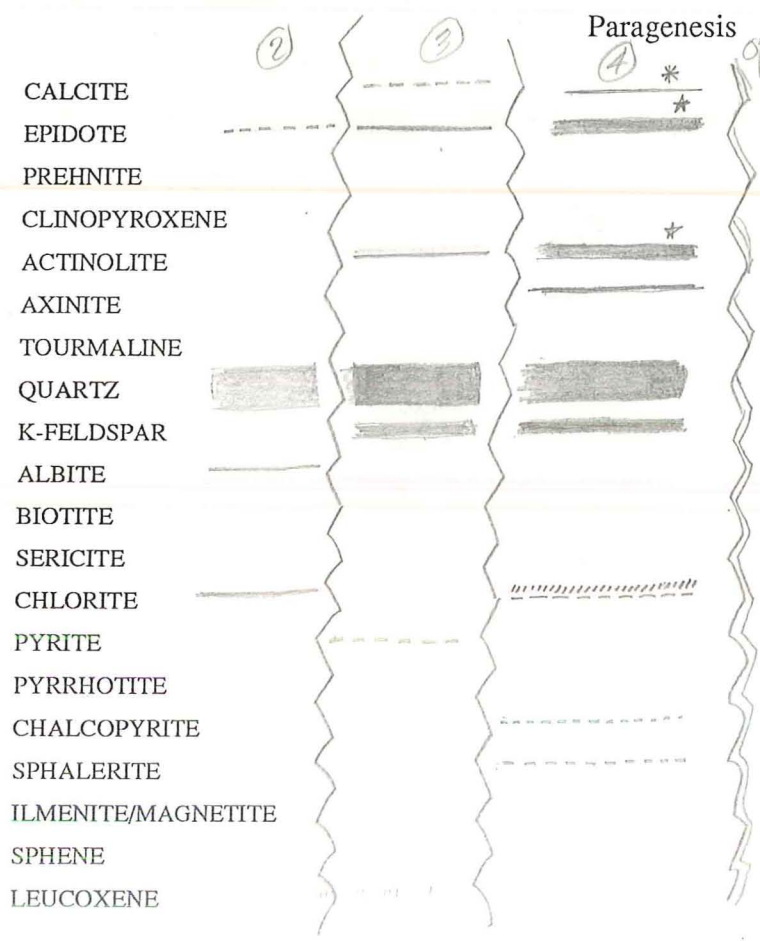 Paragenesis
2 3 4
CALCITE *
EPIDOTE *
PREHNITE
CLINOPYROXENE
ACTINOLITE *
AXINITE
TOURMALINE
QUARTZ
K-FELDSPAR
ALBITE
BIOTITE
SERICITE
CHLORITE
PYRITE
PYRRHOTITE
CHALCOPYRITE
SPHALERITE
ILMENITE/MAGNETITE
SPHENE
LEUCOXENE